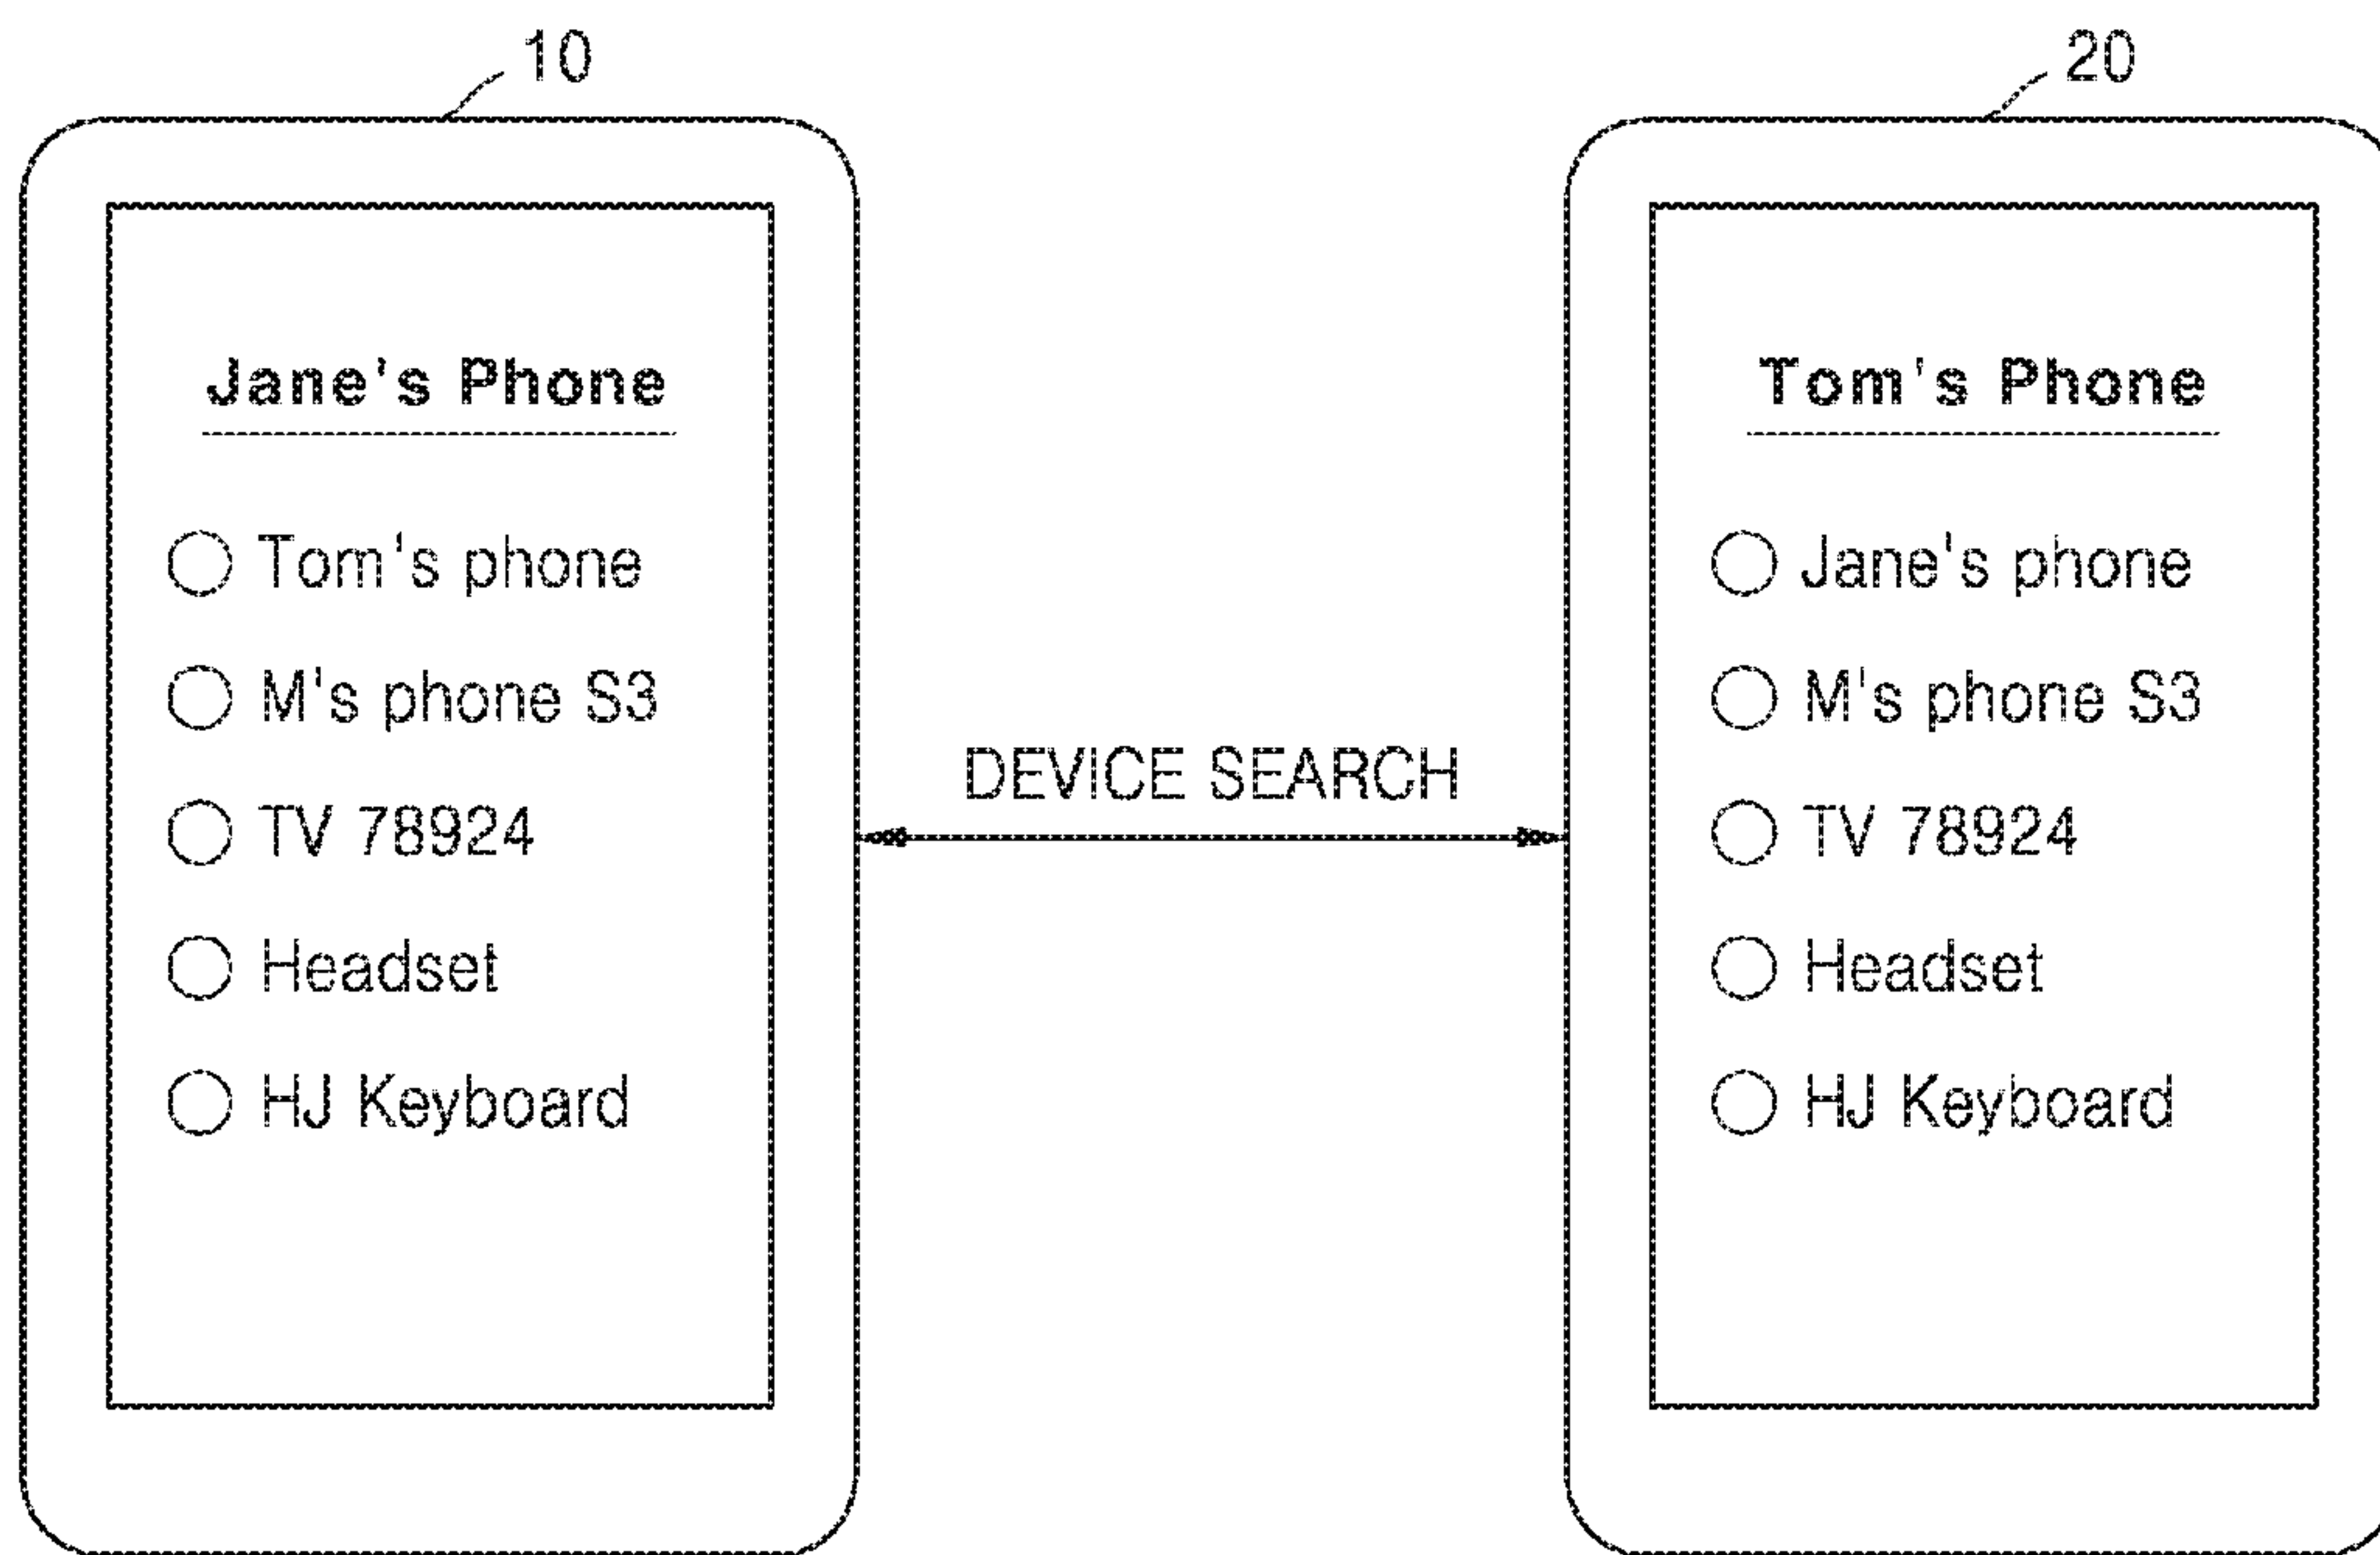 10
Jane's Phone
Tom's phone
M's phone S3
TV 78924
Headset
HJ Keyboard
DEVICE SEARCH
20
Tom's Phone
Jane's phone
M's phone S3
TV 78924
Headset
HJ Keyboard